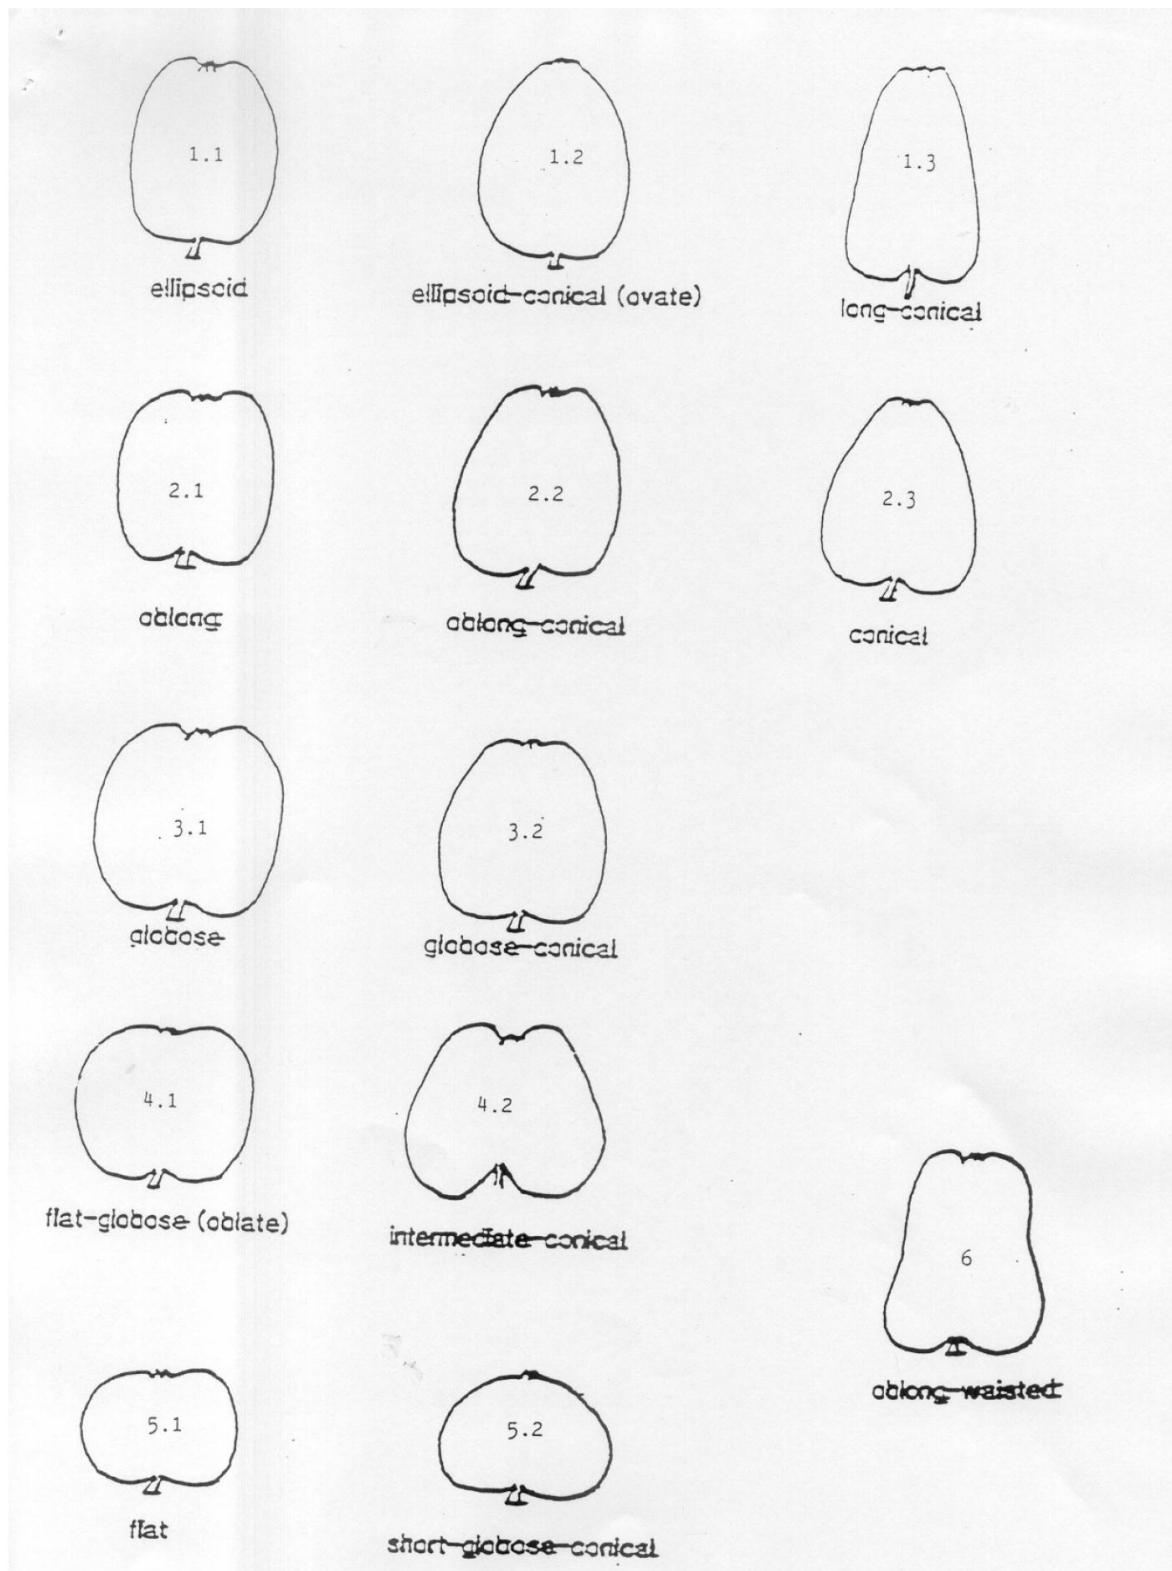 1.1
1.2
1.3
ellipsoid
ellipsoid-conical (ovate)
long-conical
2.1
2.2
2.3
oblong
oblong-conical
conical
3.1
3.2
globose
globose-conical
4.1
4.2
flat-globose (oblate)
intermediate-conical
6
oblong-waisted
5.1
5.2
flat
short-globose-conical